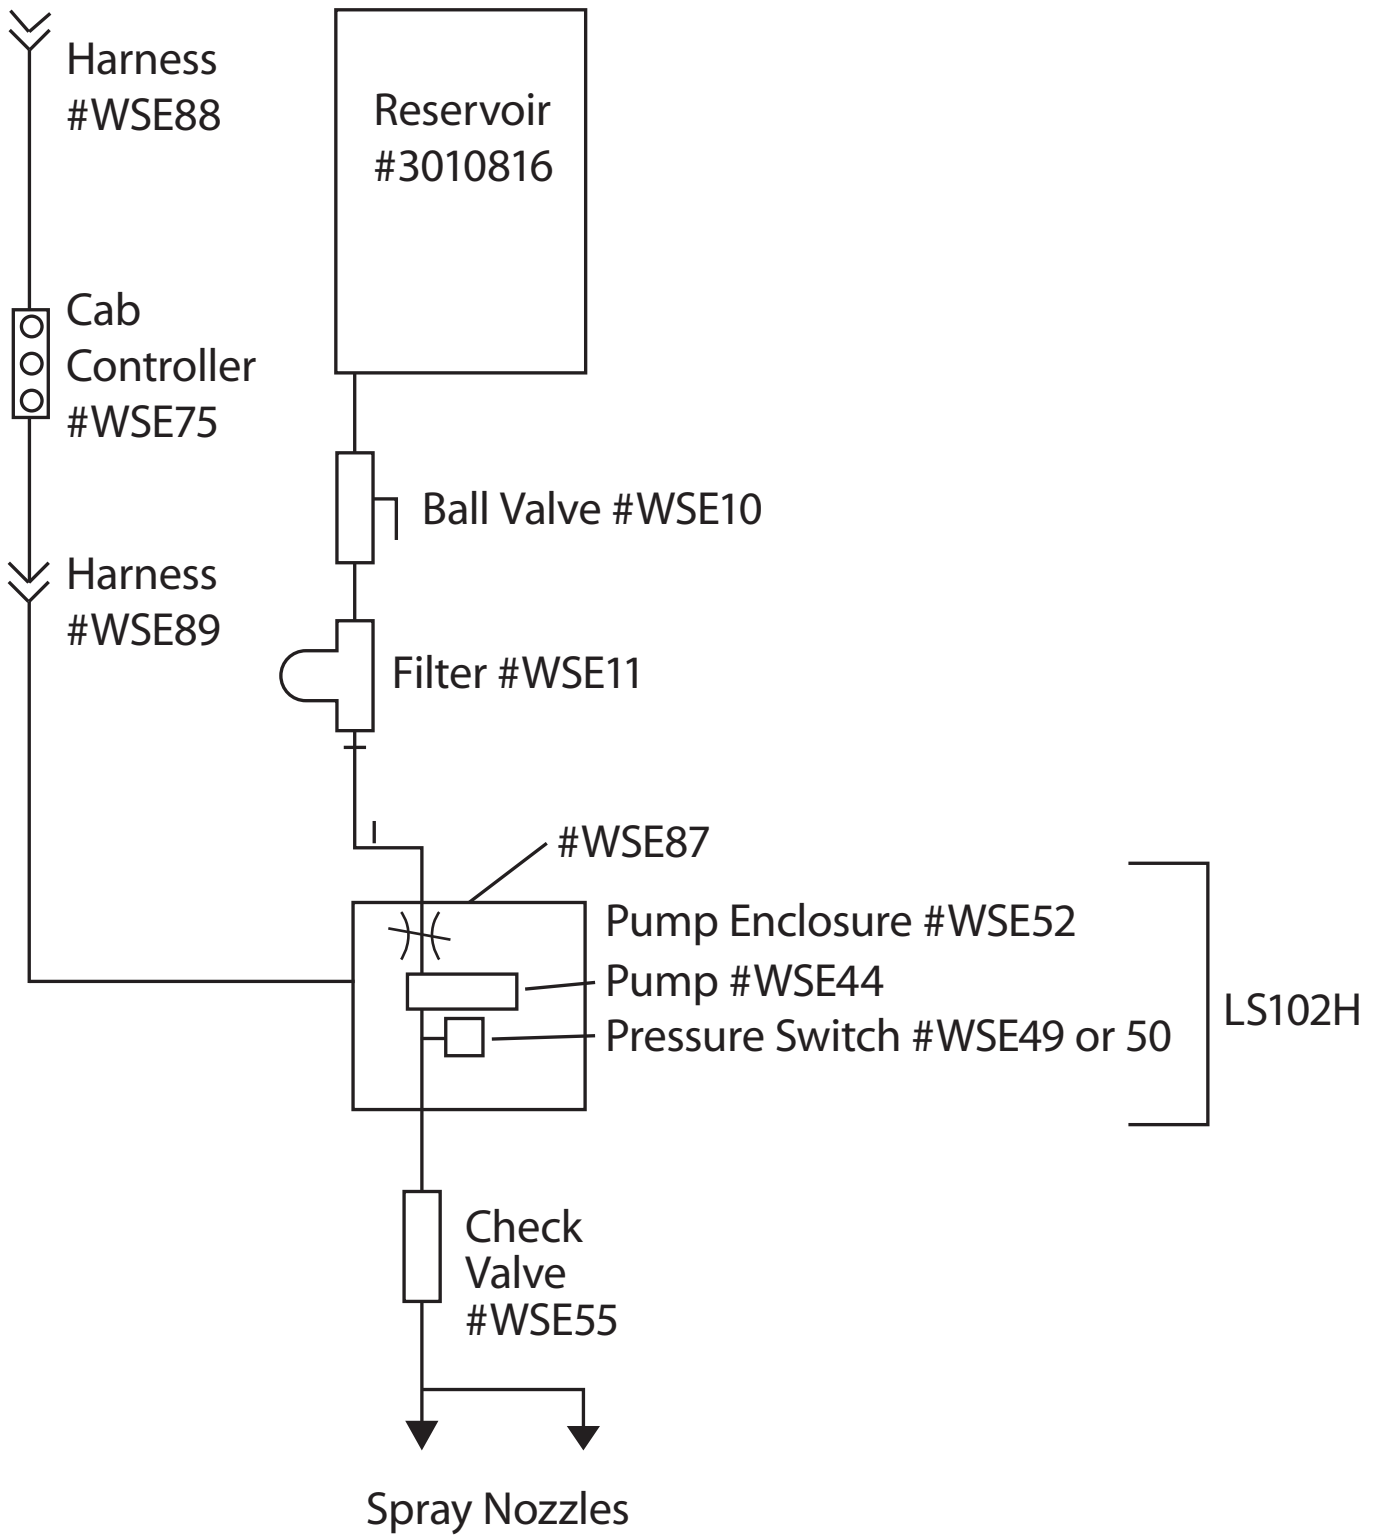 Harness
#WSE88
Reservoir
#3010816
Cab
Controller
#WSE75
Ball Valve #WSE10
Harness
#WSE89
Filter #WSE11
#WSE87
Pump Enclosure #WSE52
Pump #WSE44
Pressure Switch #WSE49 or 50
LS102H
Check
Valve
#WSE55
Spray Nozzles